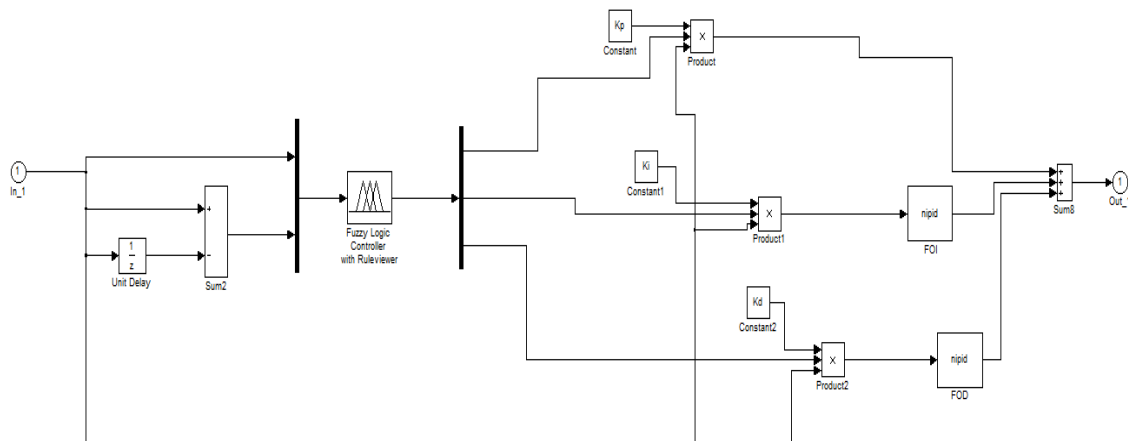 Kp
Constant
X
Product
1
In_1
Ki
Constant1
X
Product1
nipid
FOI
+
+
+
Sum8
1
Out_1
Fuzzy Logic
Controller
with Ruleviewer
+
−
Sum2
1
z
Unit Delay
Kd
Constant2
X
Product2
nipid
FOD